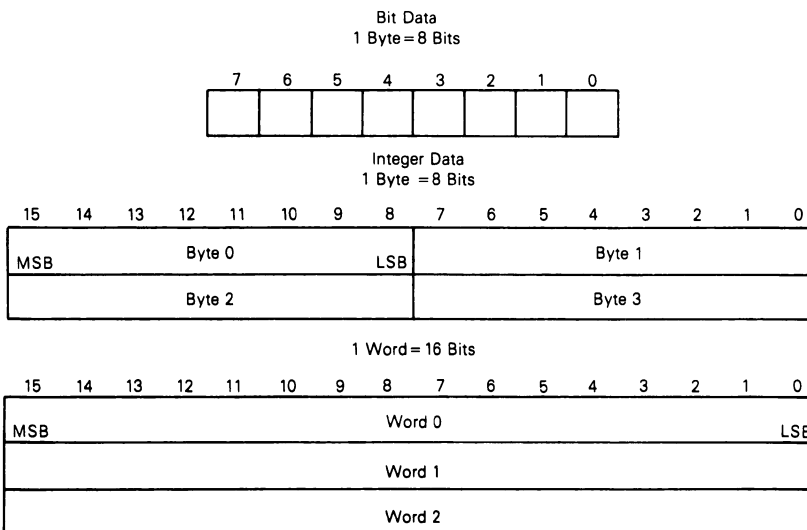 Bit Data
1 Byte=8 Bits
7 6 5 4 3 2 1 0
Integer Data
1 Byte =8 Bits
15 14 13 12 11 10 9 8 7 6 5 4 3 2 1 0
MSB Byte 0 LSB Byte 1
Byte 2 Byte 3
1 Word=16 Bits
15 14 13 12 11 10 9 8 7 6 5 4 3 2 1 0
MSB Word 0 LSB
Word 1
Word 2